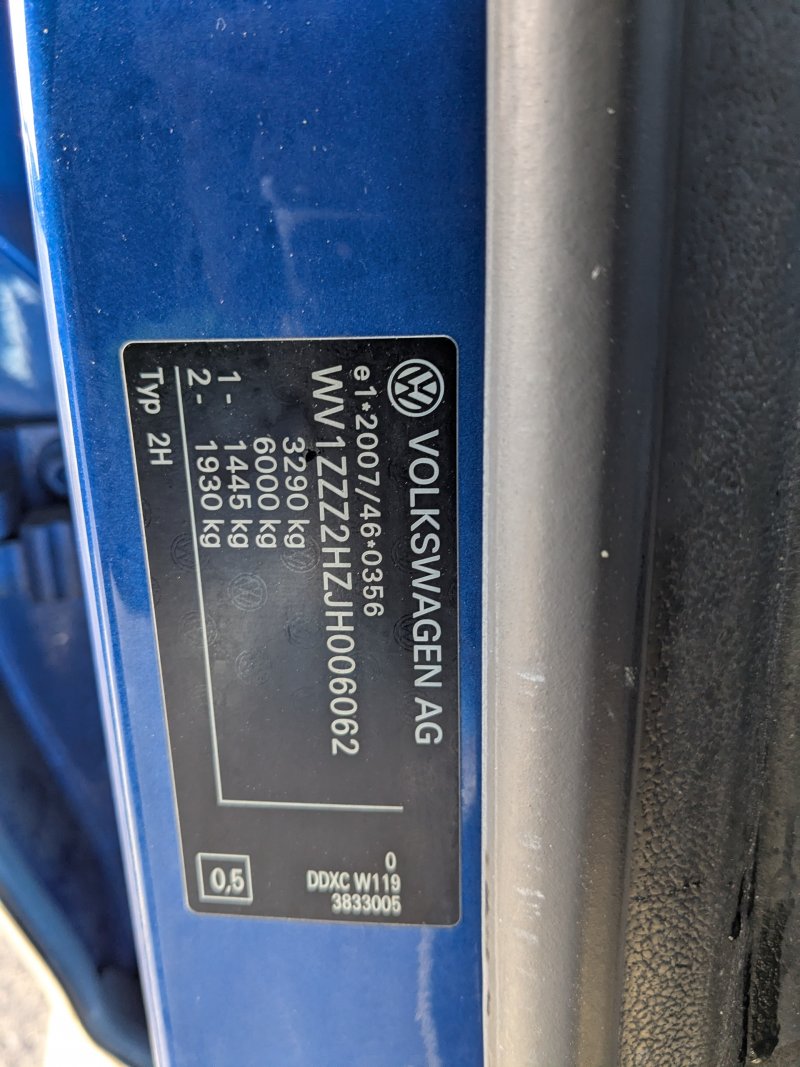 VOLKSWAGEN AG
e1*2007/46*0356
WV1ZZZ2HZJH006062
3290 kg
6000 kg
1 - 1445 kg
2 - 1930 kg
Typ 2H
0
DDXC W119
3833005
0,5